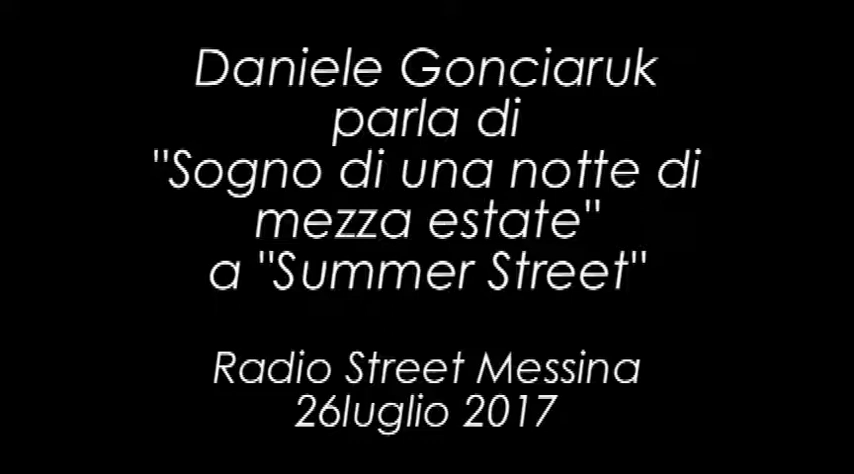 Daniele Gonciaruk
parla di
"Sogno di una notte di
mezza estate"
a "Summer Street"
Radio Street Messina
26luglio 2017